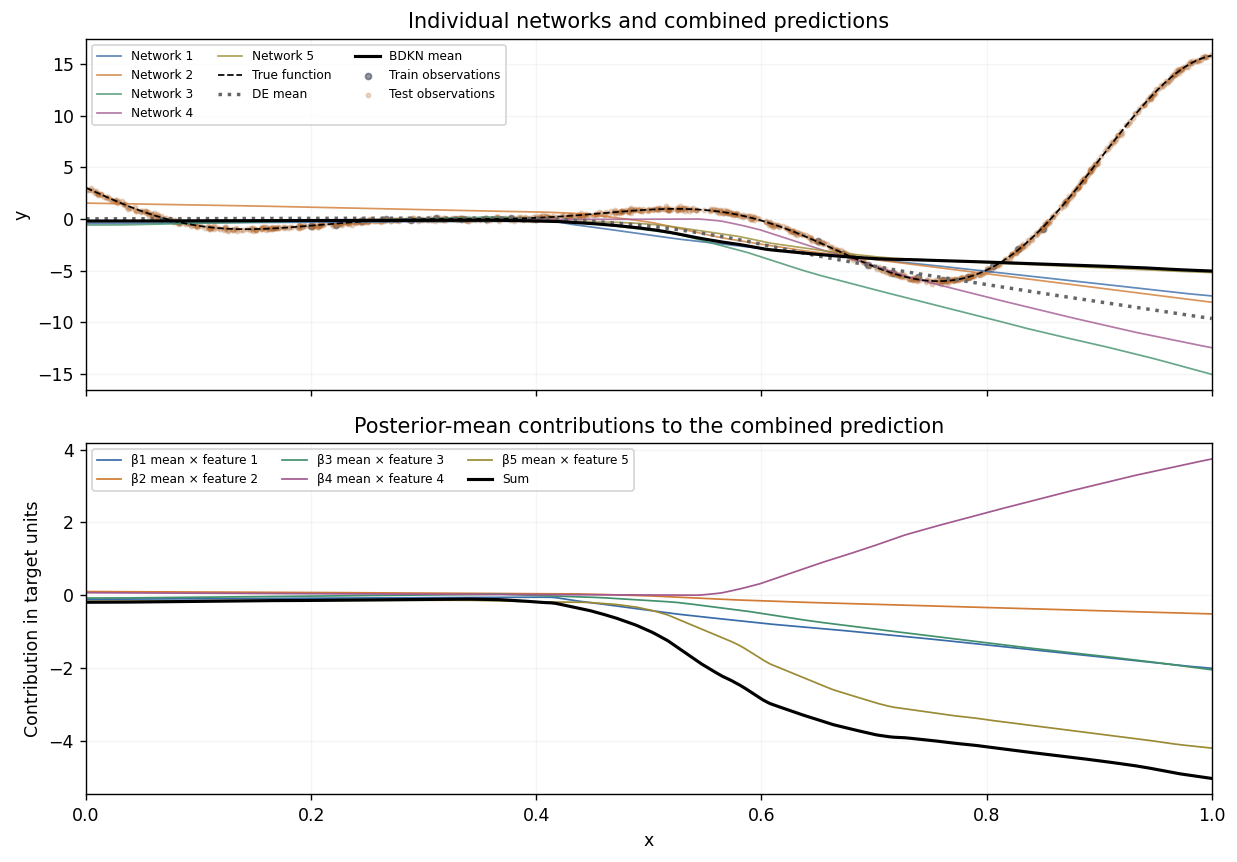 Individual networks and combined predictions
Network 1
Network 2
Network 3
Network 4
Network 5
True function
DE mean
BDKN mean
Train observations
Test observations
y
15
10
5
0
−5
−10
−15
Posterior-mean contributions to the combined prediction
β1 mean × feature 1
β2 mean × feature 2
β3 mean × feature 3
β4 mean × feature 4
β5 mean × feature 5
Sum
Contribution in target units
4
2
0
−2
−4
0.0 0.2 0.4 0.6 0.8 1.0
x